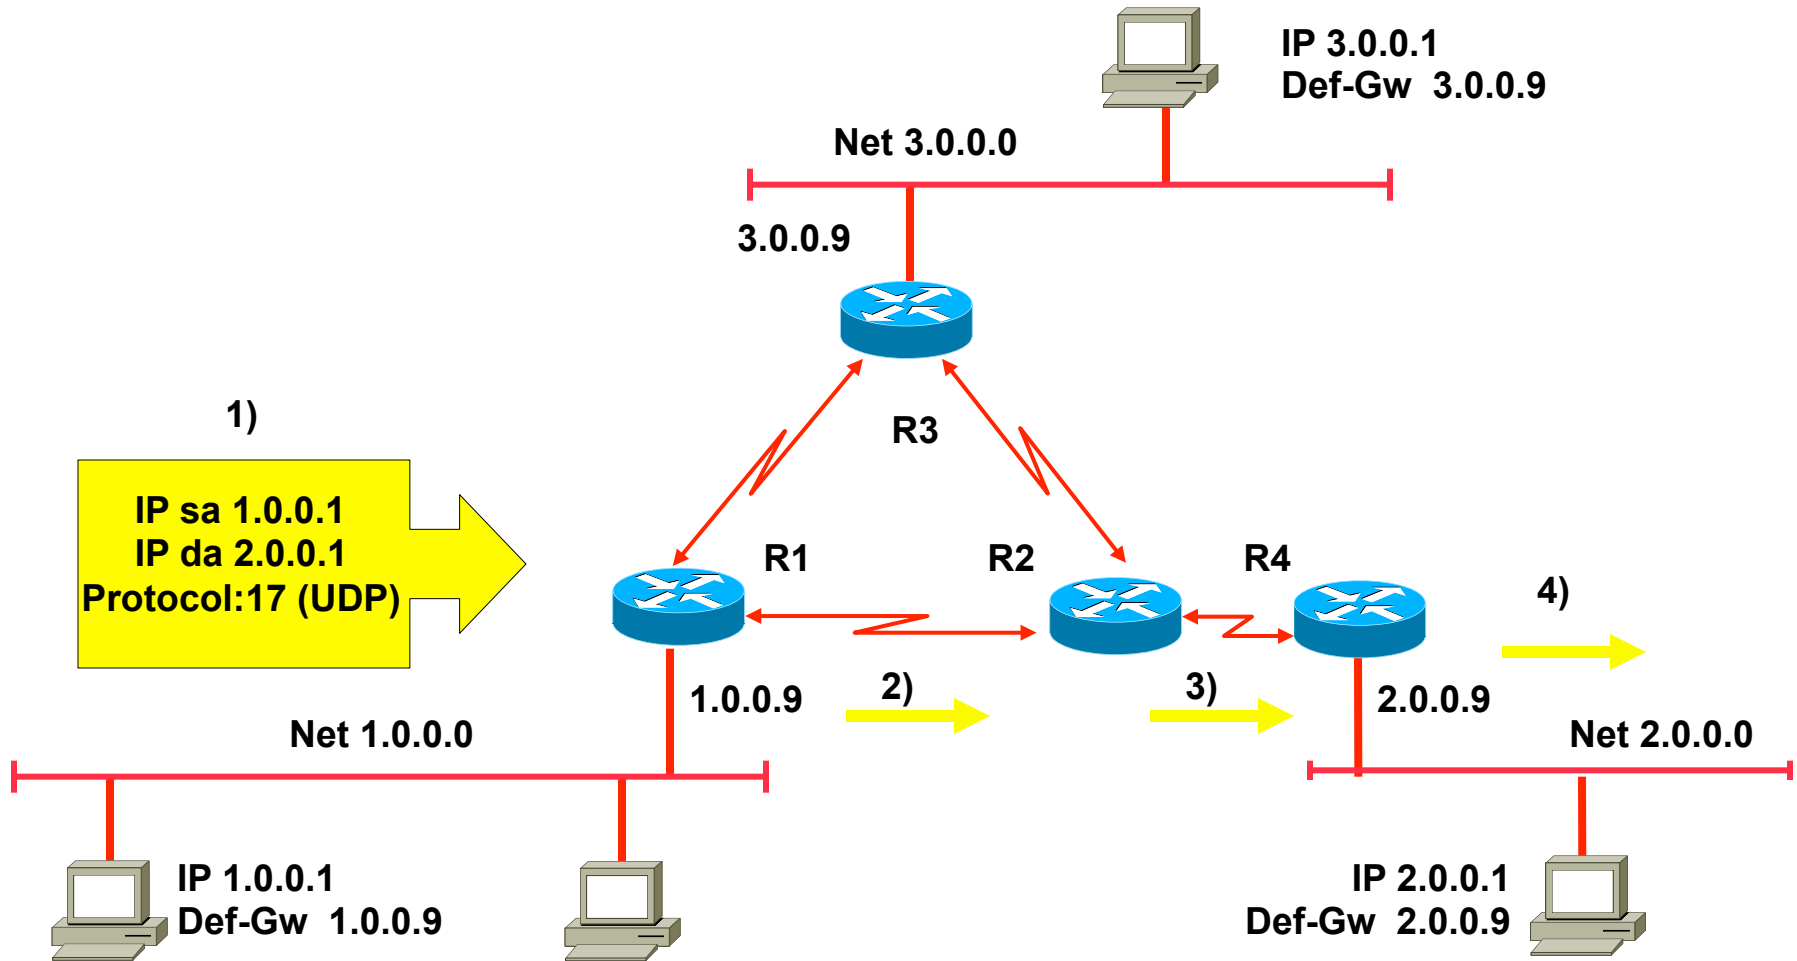 IP 3.0.0.1
Def-Gw 3.0.0.9
Net 3.0.0.0
3.0.0.9
R3
1)
IP sa 1.0.0.1
IP da 2.0.0.1
Protocol:17 (UDP)
R1
R2
R4
4)
1.0.0.9
2)
3)
2.0.0.9
Net 1.0.0.0
Net 2.0.0.0
IP 1.0.0.1
Def-Gw 1.0.0.9
IP 2.0.0.1
Def-Gw 2.0.0.9